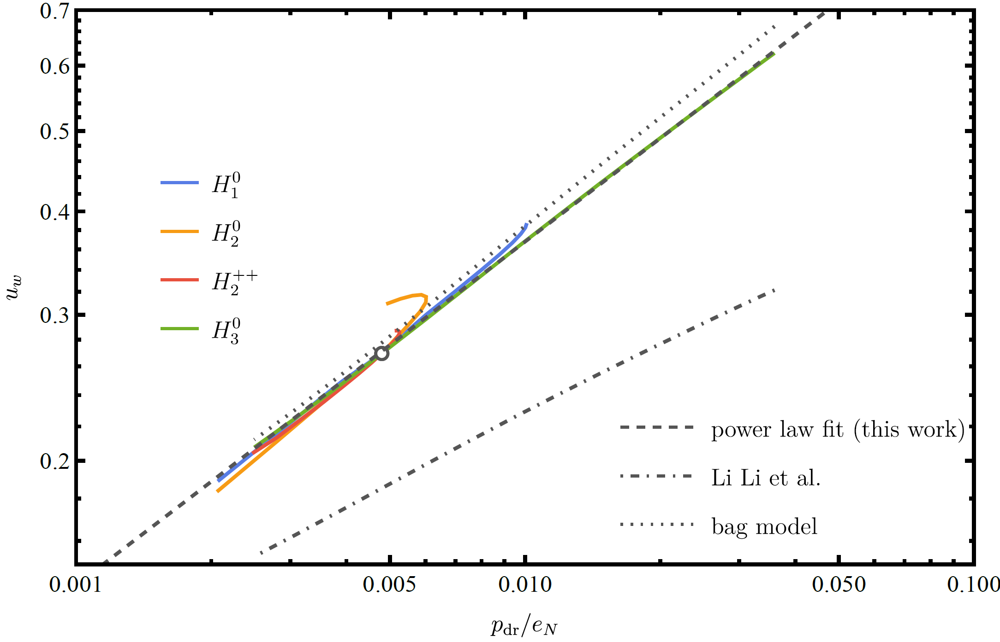 0.7
0.6
0.5
0.4
0.3
0.2
u_w
H_1^0
H_2^0
H_2^{++}
H_3^0
power law fit (this work)
Li Li et al.
bag model
0.001 0.005 0.010 0.050 0.100
p_{dr}/e_N